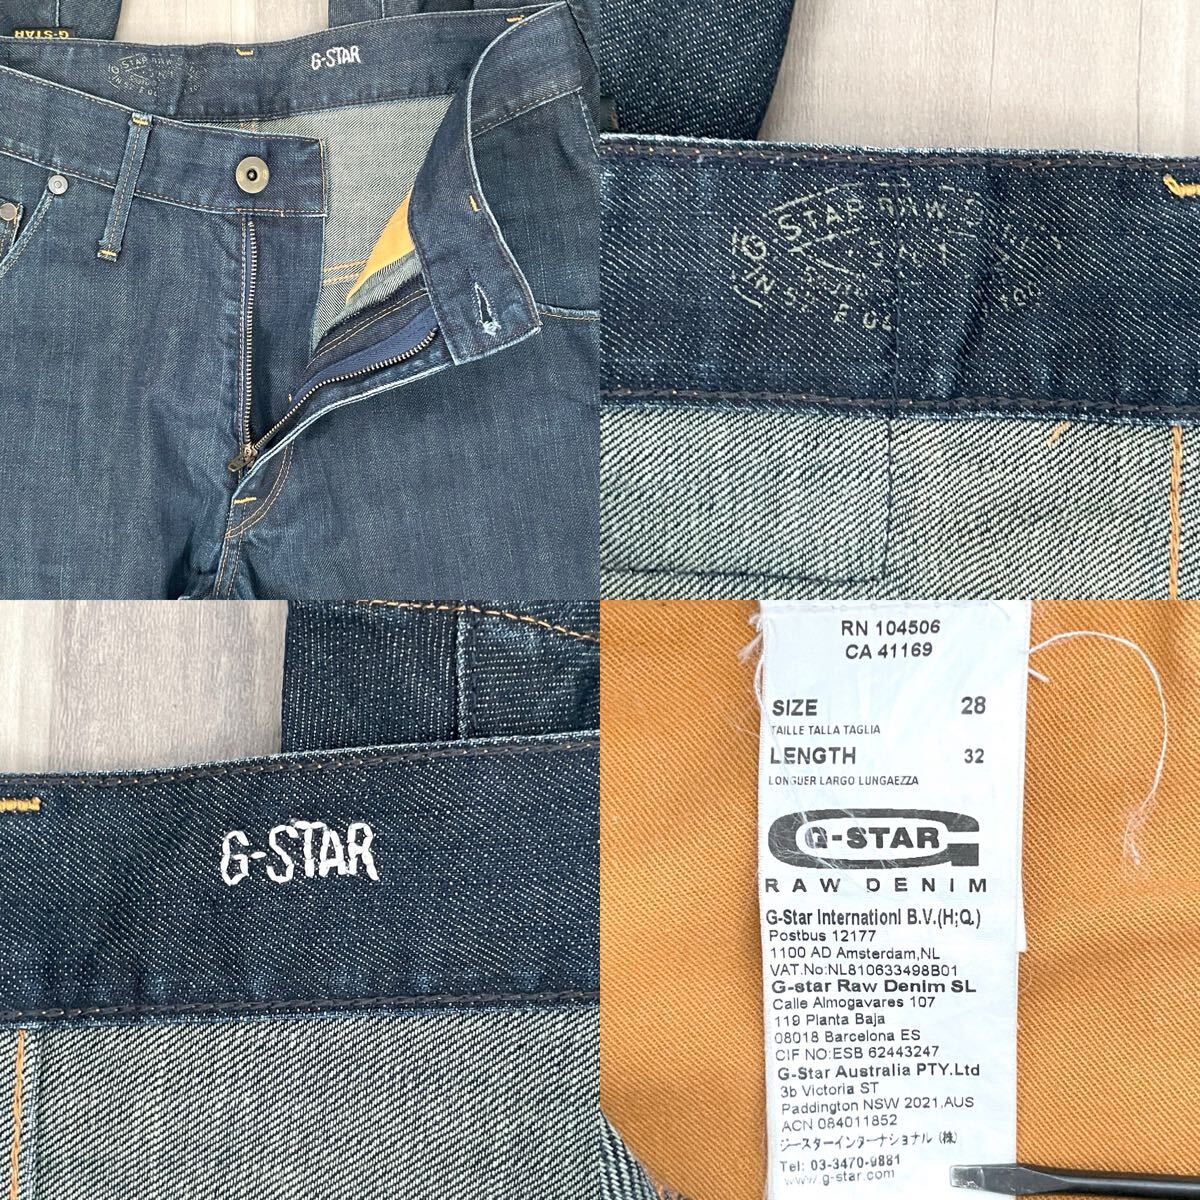 G-STAR
G-STAR
G-STAR RAW
G-STAR RAW
G-STAR
RN 104506
CA 41169
SIZE 28
TAILLE TALLA TAGLIA
LENGTH 32
LONGUER LARGO LUNGAEZZA
G-STAR
RAW DENIM
G-Star Internationl B.V.(H;Q.)
Postbus 12177
1100 AD Amsterdam,NL
VAT.No:NL810633498B01
G-star Raw Denim SL
Calle Almogavares 107
119 Planta Baja
08018 Barcelona ES
CIF NO:ESB 62443247
G-Star Australia PTY.Ltd
3b Victoria ST
Paddington NSW 2021,AUS
ACN 084011852
ジースターインターナショナル (株)
Tel: 03-3470-9881
www.g-star.com